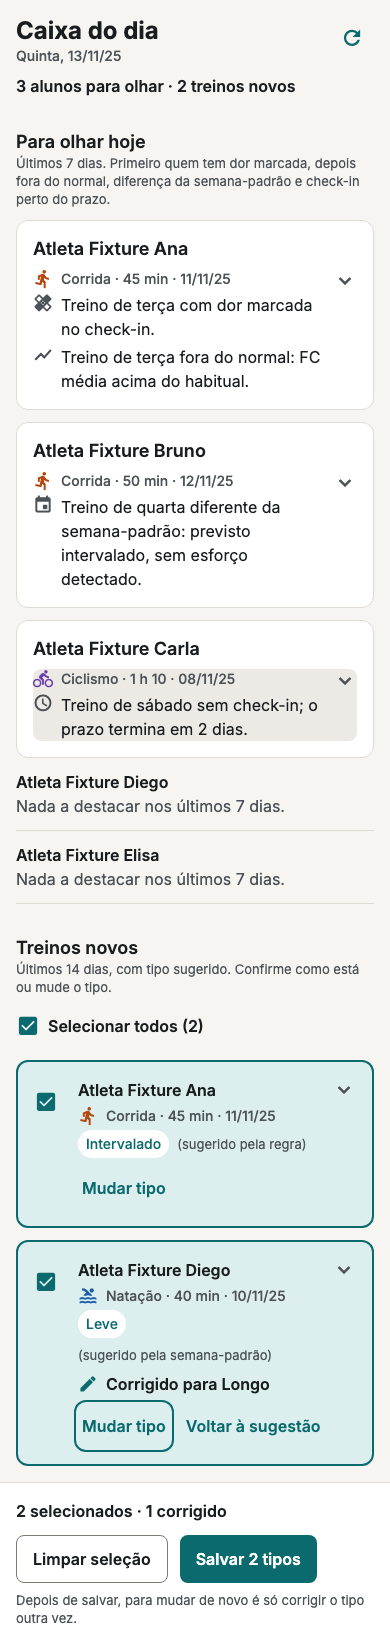 Caixa do dia
Quinta, 13/11/25
3 alunos para olhar · 2 treinos novos
Para olhar hoje
Últimos 7 dias. Primeiro quem tem dor marcada, depois
fora do normal, diferença da semana-padrão e check-in
perto do prazo.
Atleta Fixture Ana
Corrida · 45 min · 11/11/25
Treino de terça com dor marcada
no check-in.
Treino de terça fora do normal: FC
média acima do habitual.
Atleta Fixture Bruno
Corrida · 50 min · 12/11/25
Treino de quarta diferente da
semana-padrão: previsto
intervalado, sem esforço
detectado.
Atleta Fixture Carla
Ciclismo · 1 h 10 · 08/11/25
Treino de sábado sem check-in; o
prazo termina em 2 dias.
Atleta Fixture Diego
Nada a destacar nos últimos 7 dias.
Atleta Fixture Elisa
Nada a destacar nos últimos 7 dias.
Treinos novos
Últimos 14 dias, com tipo sugerido. Confirme como está
ou mude o tipo.
Selecionar todos (2)
Atleta Fixture Ana
Corrida · 45 min · 11/11/25
Intervalado (sugerido pela regra)
Mudar tipo
Atleta Fixture Diego
Natação · 40 min · 10/11/25
Leve
(sugerido pela semana-padrão)
Corrigido para Longo
Mudar tipo Voltar à sugestão
2 selecionados · 1 corrigido
Limpar seleção Salvar 2 tipos
Depois de salvar, para mudar de novo é só corrigir o tipo
outra vez.